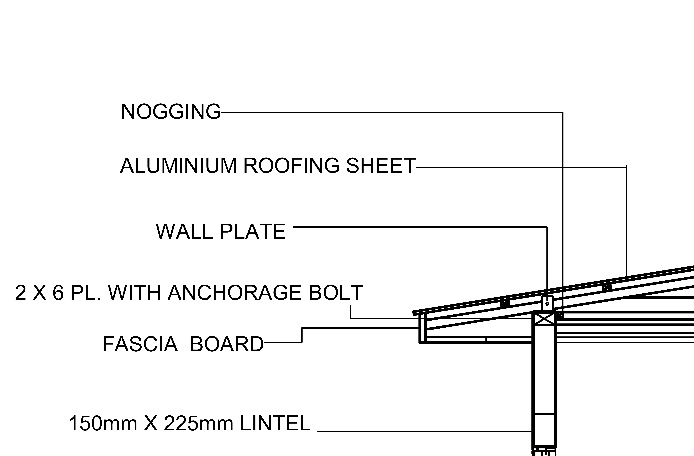 NOGGING
ALUMINIUM ROOFING SHEET
WALL PLATE
2 X 6 PL. WITH ANCHORAGE BOLT
FASCIA BOARD
150mm X 225mm LINTEL